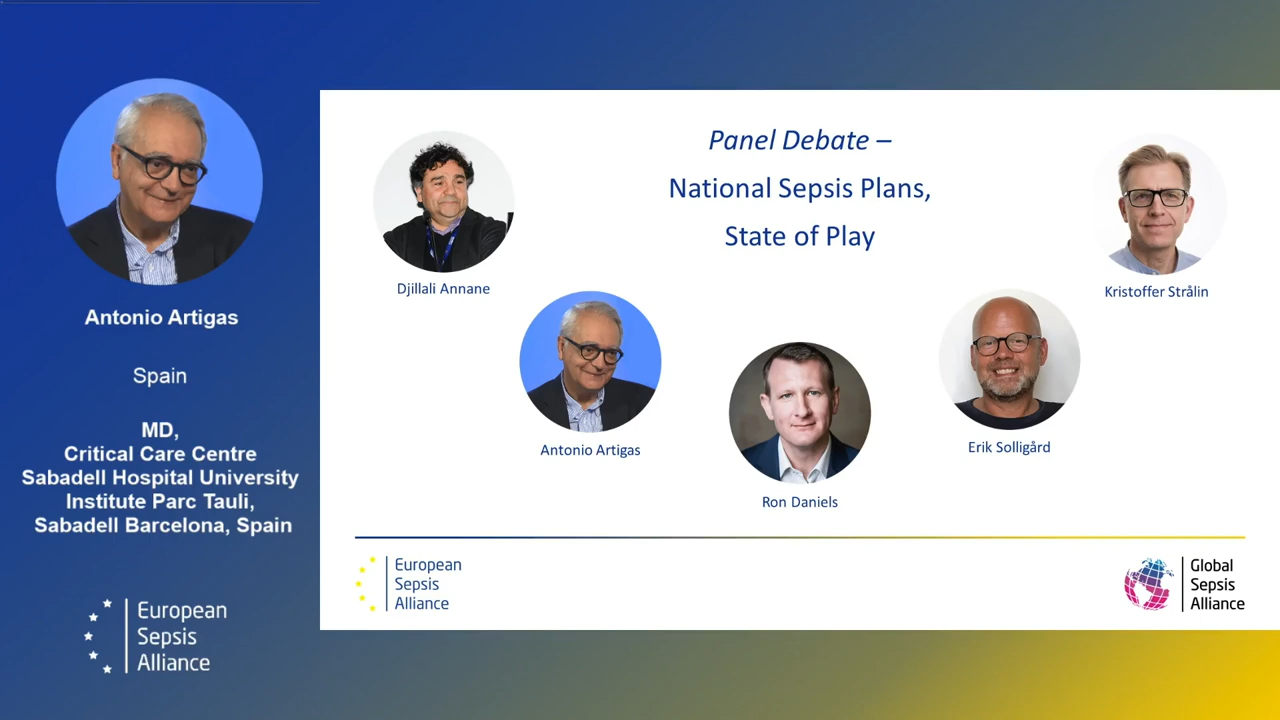 Antonio Artigas
Spain
MD,
Critical Care Centre
Sabadell Hospital University
Institute Parc Tauli,
Sabadell Barcelona, Spain
European
Sepsis
Alliance
Panel Debate –
National Sepsis Plans,
State of Play
Djillali Annane
Antonio Artigas
Ron Daniels
Erik Solligård
Kristoffer Strålin
European
Sepsis
Alliance
Global
Sepsis
Alliance